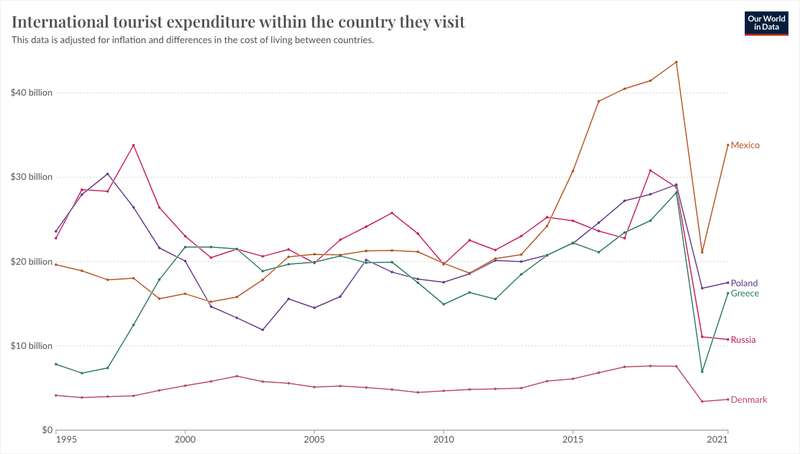 International tourist expenditure within the country they visit
This data is adjusted for inflation and differences in the cost of living between countries.
Our World
in Data
$40 billion
$30 billion
$20 billion
$10 billion
$0
1995
2000
2005
2010
2015
2021
Mexico
Poland
Greece
Russia
Denmark